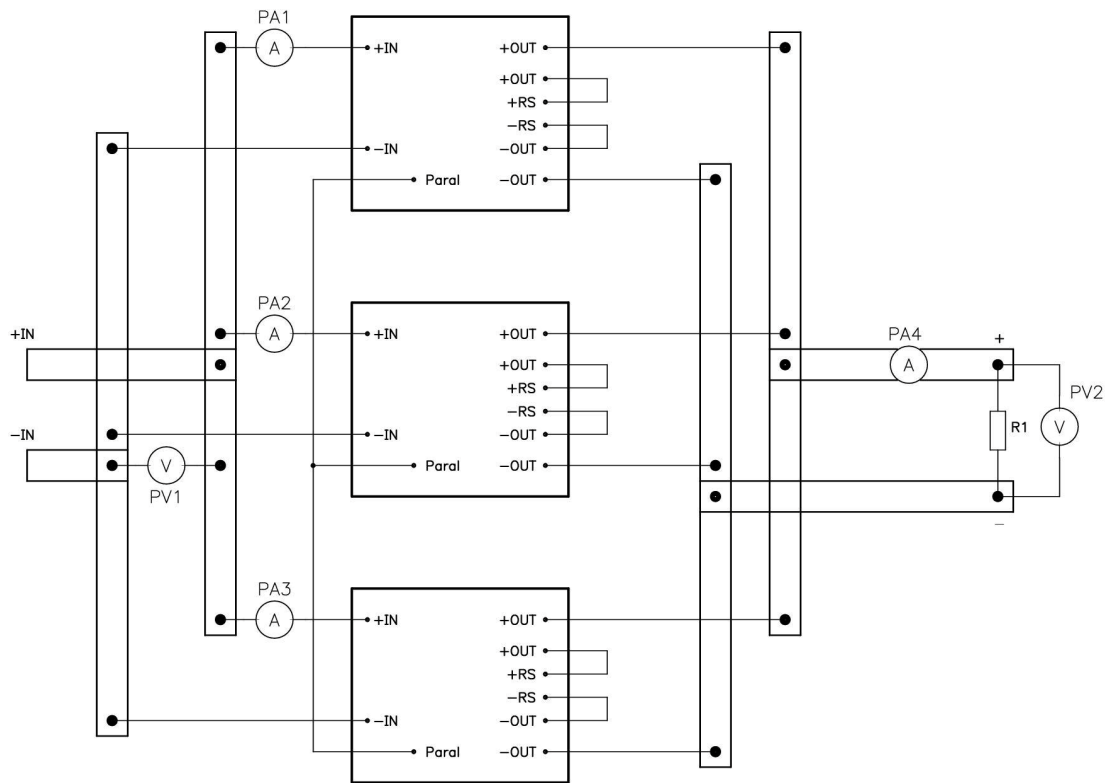 PA1
A
+IN
+OUT
+OUT
+RS
−RS
−IN
−OUT
Paral
−OUT
PA2
+IN
A
+IN
+OUT
PA4
+
+OUT
A
+RS
PV2
−RS
R1
V
−IN
−IN
−OUT
V
Paral
−OUT
PV1
−
PA3
A
+IN
+OUT
+OUT
+RS
−RS
−IN
−OUT
Paral
−OUT